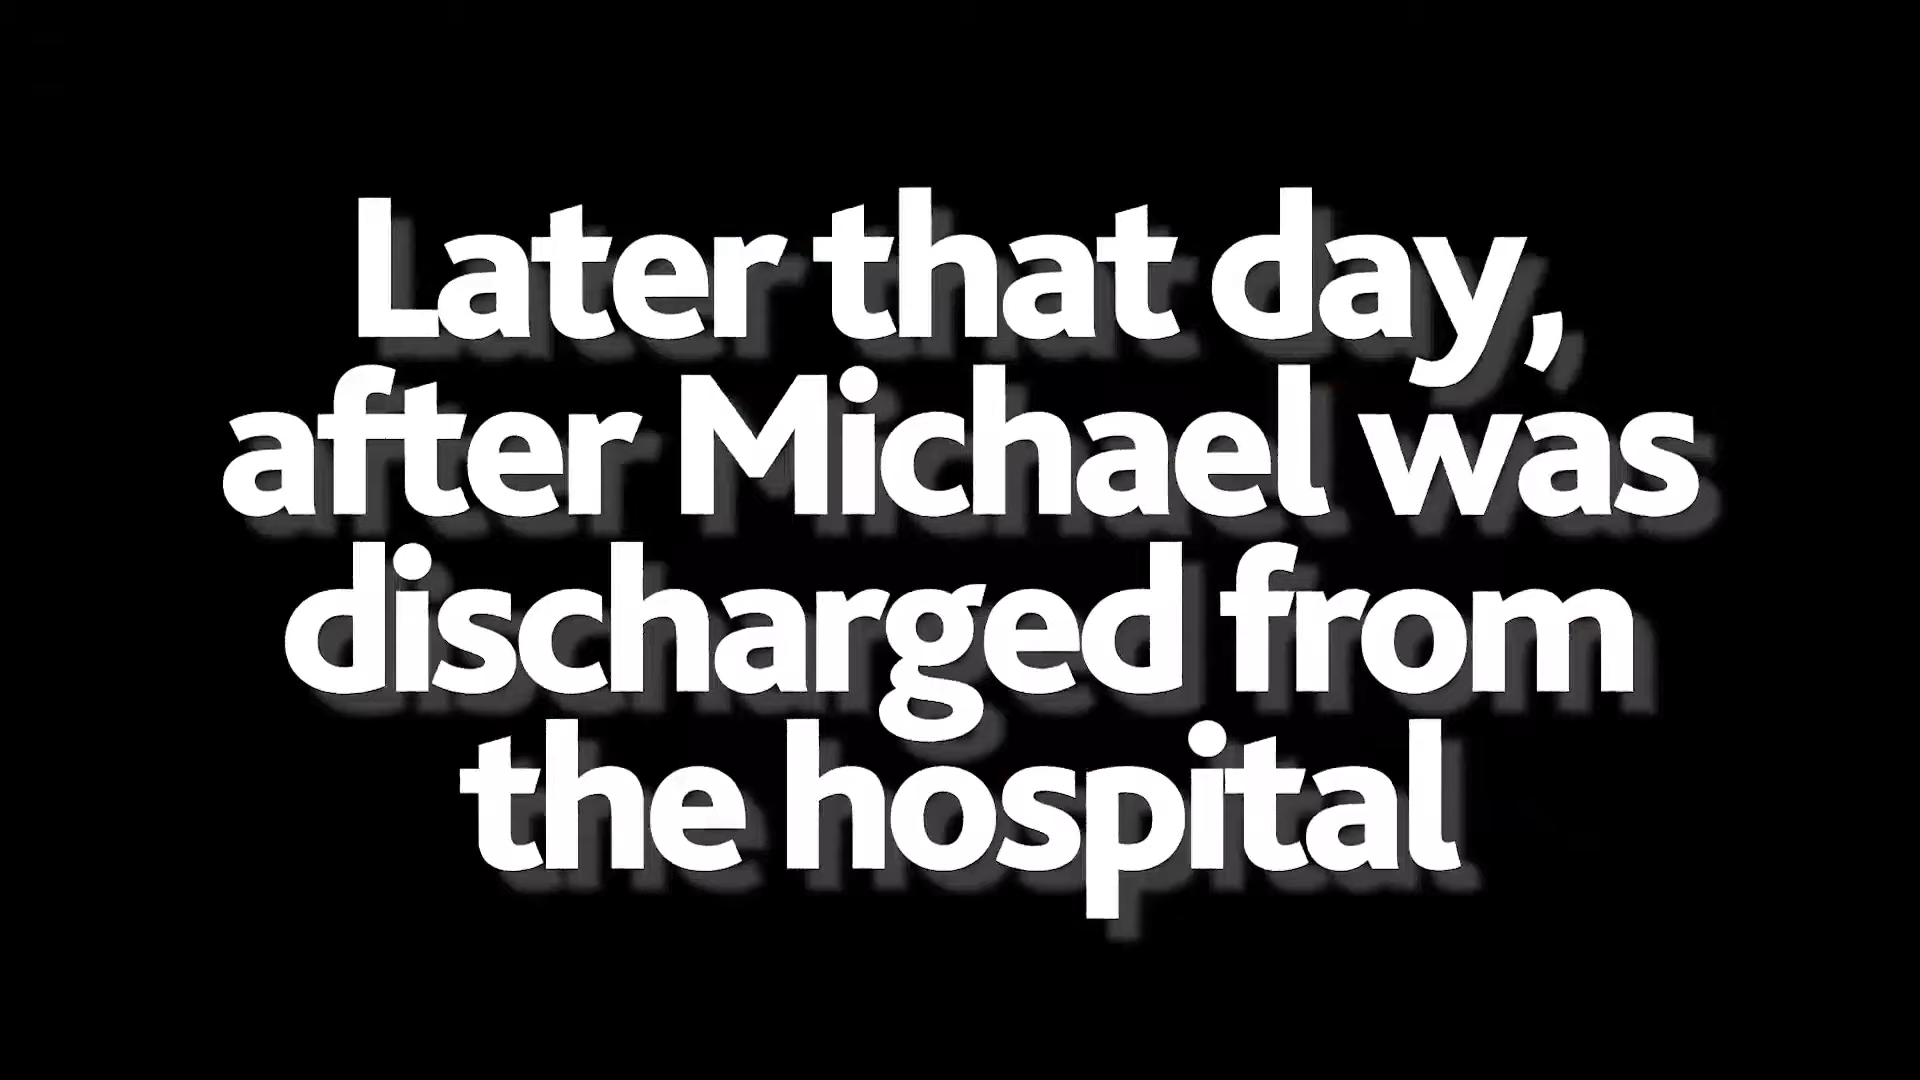 Later that day,
after Michael was
discharged from
the hospital